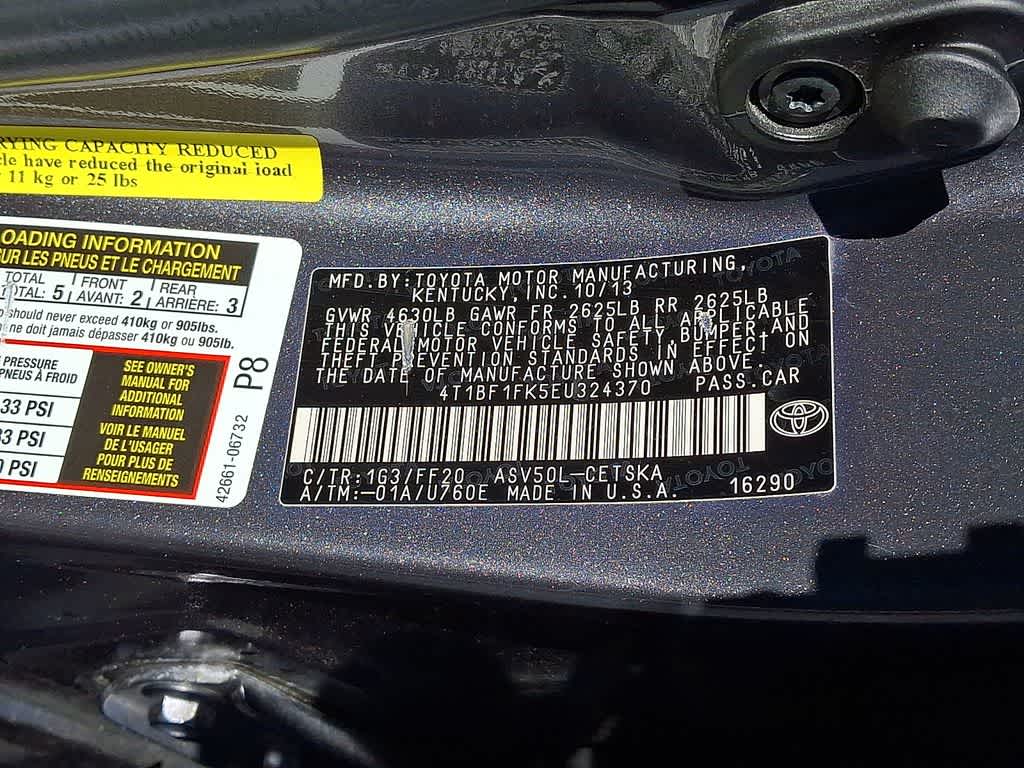 RYING CAPACITY REDUCED
cle have reduced the original load
11 kg or 25 lbs
OADING INFORMATION
UR LES PNEUS ET LE CHARGEMENT
TOTAL FRONT REAR
TOTAL: 5 AVANT: 2 ARRIÈRE: 3
should never exceed 410kg or 905lbs.
ne doit jamais dépasser 410kg ou 905lb.
PRESSURE
PNEUS À FROID
33 PSI
33 PSI
0 PSI
SEE OWNER'S
MANUAL FOR
ADDITIONAL
INFORMATION
VOIR LE MANUEL
DE L'USAGER
POUR PLUS DE
RENSEIGNEMENTS
P8
42661-06732
MFD.BY:TOYOTA MOTOR MANUFACTURING,
KENTUCKY,INC.10/13
GVWR 4630LB GAWR FR 2625LB RR 2625LB
THIS VEHICLE CONFORMS TO ALL APPLICABLE
FEDERAL MOTOR VEHICLE SAFETY,BUMPER,AND
THEFT PREVENTION STANDARDS IN EFFECT ON
THE DATE OF MANUFACTURE SHOWN ABOVE.
4T1BF1FK5EU324370 PASS.CAR
C/TR:1G3/FF20 ASV50L-CETSKA
A/TM:-01A/U760E MADE IN U.S.A. 16290